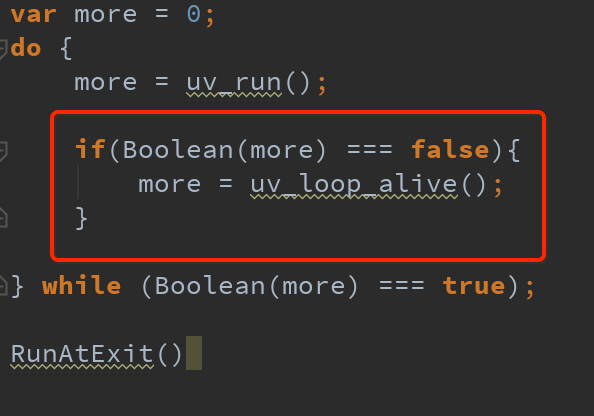 var more = 0;
do {
more = uv_run();
if(Boolean(more) === false){
more = uv_loop_alive();
}
} while (Boolean(more) === true);
RunAtExit()